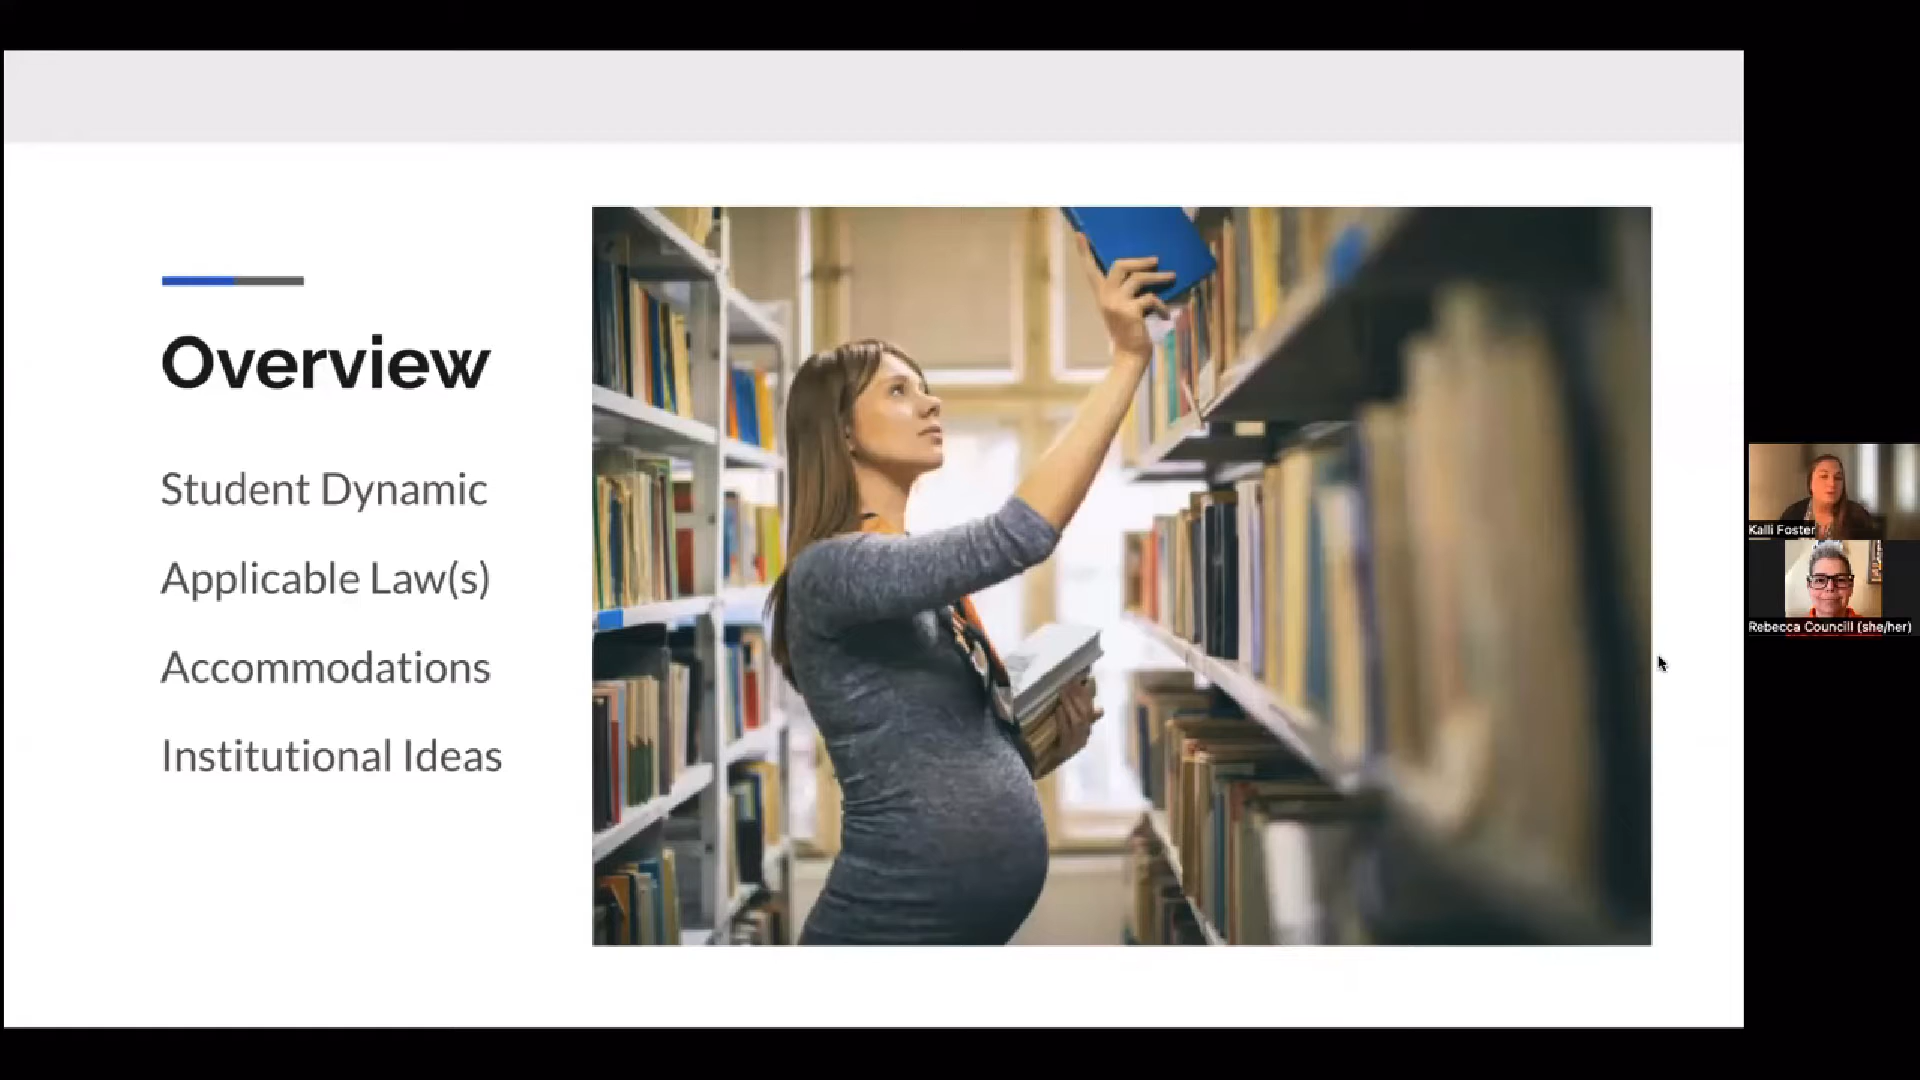 Overview
Student Dynamic
Applicable Law(s)
Accommodations
Institutional Ideas
Kalli Foster
Rebecca Councill (she/her)